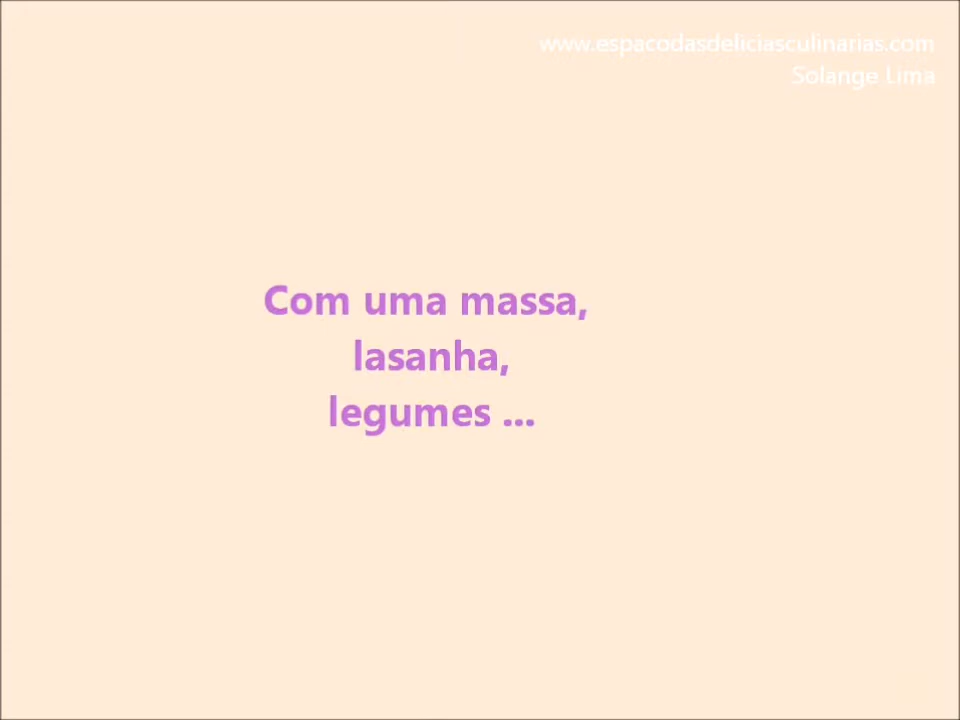 www.espacodasdeliciasculinarias.com
Solange Lima
Com uma massa,
lasanha,
legumes ...